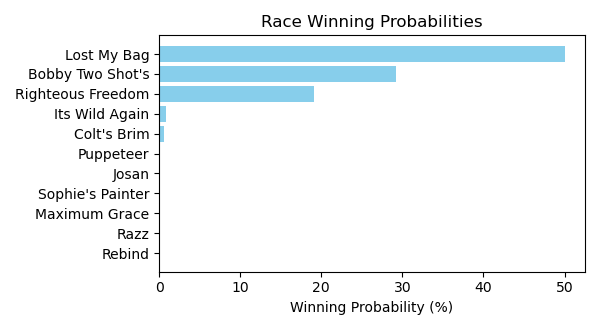 Race Winning Probabilities
Lost My Bag
Bobby Two Shot's
Righteous Freedom
Its Wild Again
Colt's Brim
Puppeteer
Josan
Sophie's Painter
Maximum Grace
Razz
Rebind
0 10 20 30 40 50
Winning Probability (%)